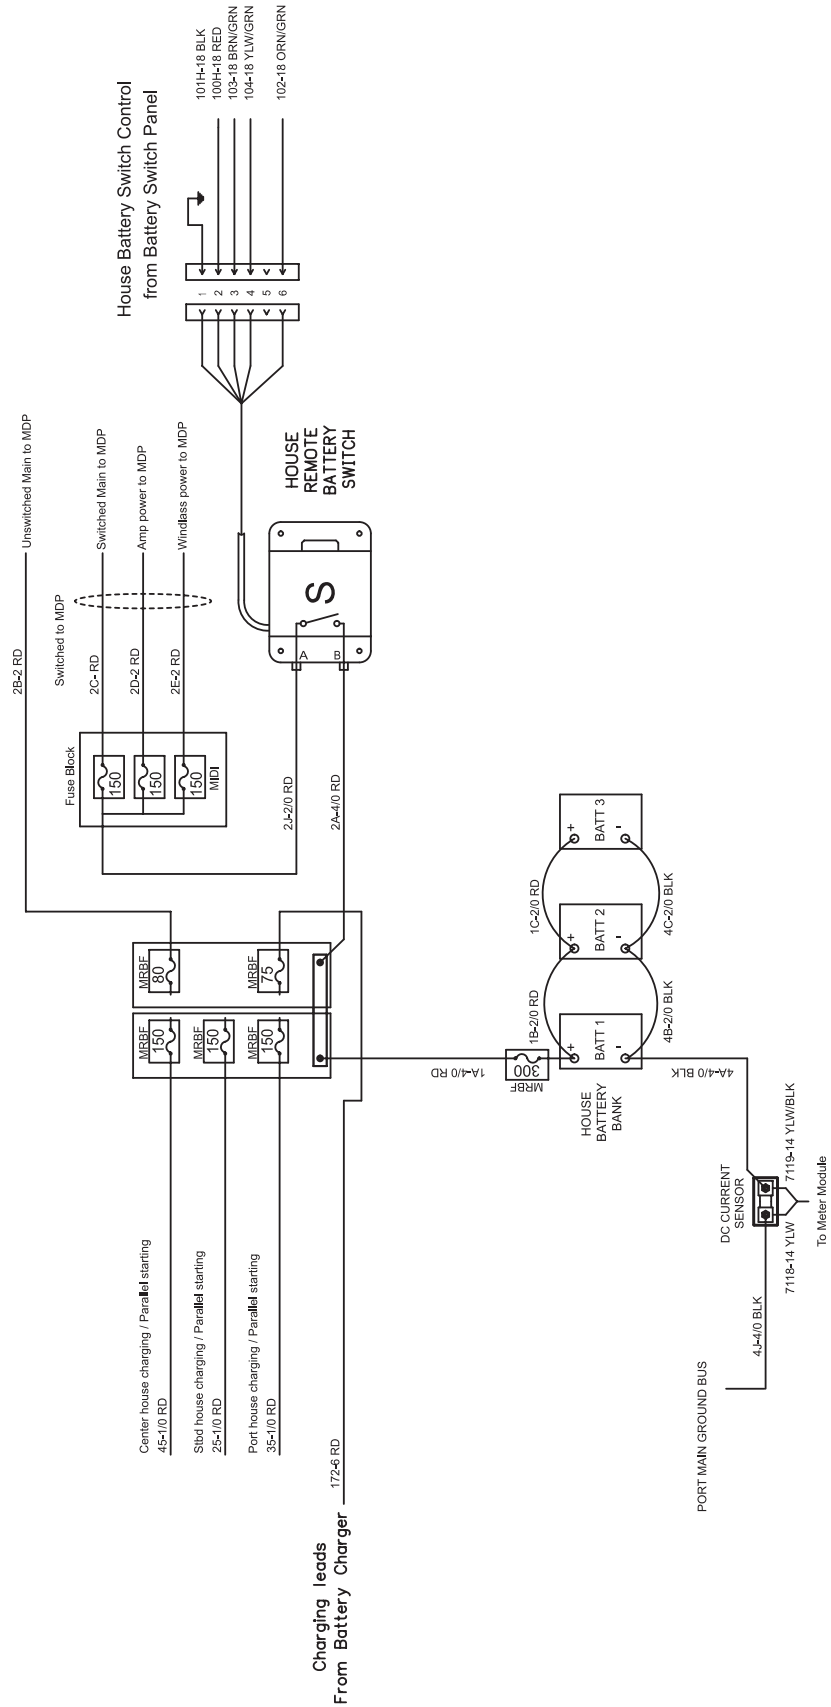 House Battery Switch Control
from Battery Switch Panel
101H-18 BLK
100H-18 RED
103-18 BRN/GRN
104-18 YLW/GRN
102-18 ORN/GRN
1
2
3
4
5
6
HOUSE
REMOTE
BATTERY
SWITCH
S
A
B
Unswitched Main to MDP
Switched Main to MDP
Amp power to MDP
Windlass power to MDP
Switched to MDP
2B-2 RD
2C- RD
2D-2 RD
2E-2 RD
Fuse Block
150
150
150
MIDI
2J-2/0 RD
2A-4/0 RD
MRBF
80
MRBF
75
MRBF
150
MRBF
150
MRBF
150
Center house charging / Parallel starting
45-1/0 RD
Stbd house charging / Parallel starting
25-1/0 RD
Port house charging / Parallel starting
35-1/0 RD
172-6 RD
Charging leads
From Battery Charger
1A-4/0 RD
MRBF
300
HOUSE
BATTERY
BANK
+
BATT 1
-
+
BATT 2
-
+
BATT 3
-
1B-2/0 RD
1C-2/0 RD
4B-2/0 BLK
4C-2/0 BLK
4A-4/0 BLK
DC CURRENT
SENSOR
7119-14 YLW/BLK
7118-14 YLW
To Meter Module
4J-4/0 BLK
PORT MAIN GROUND BUS